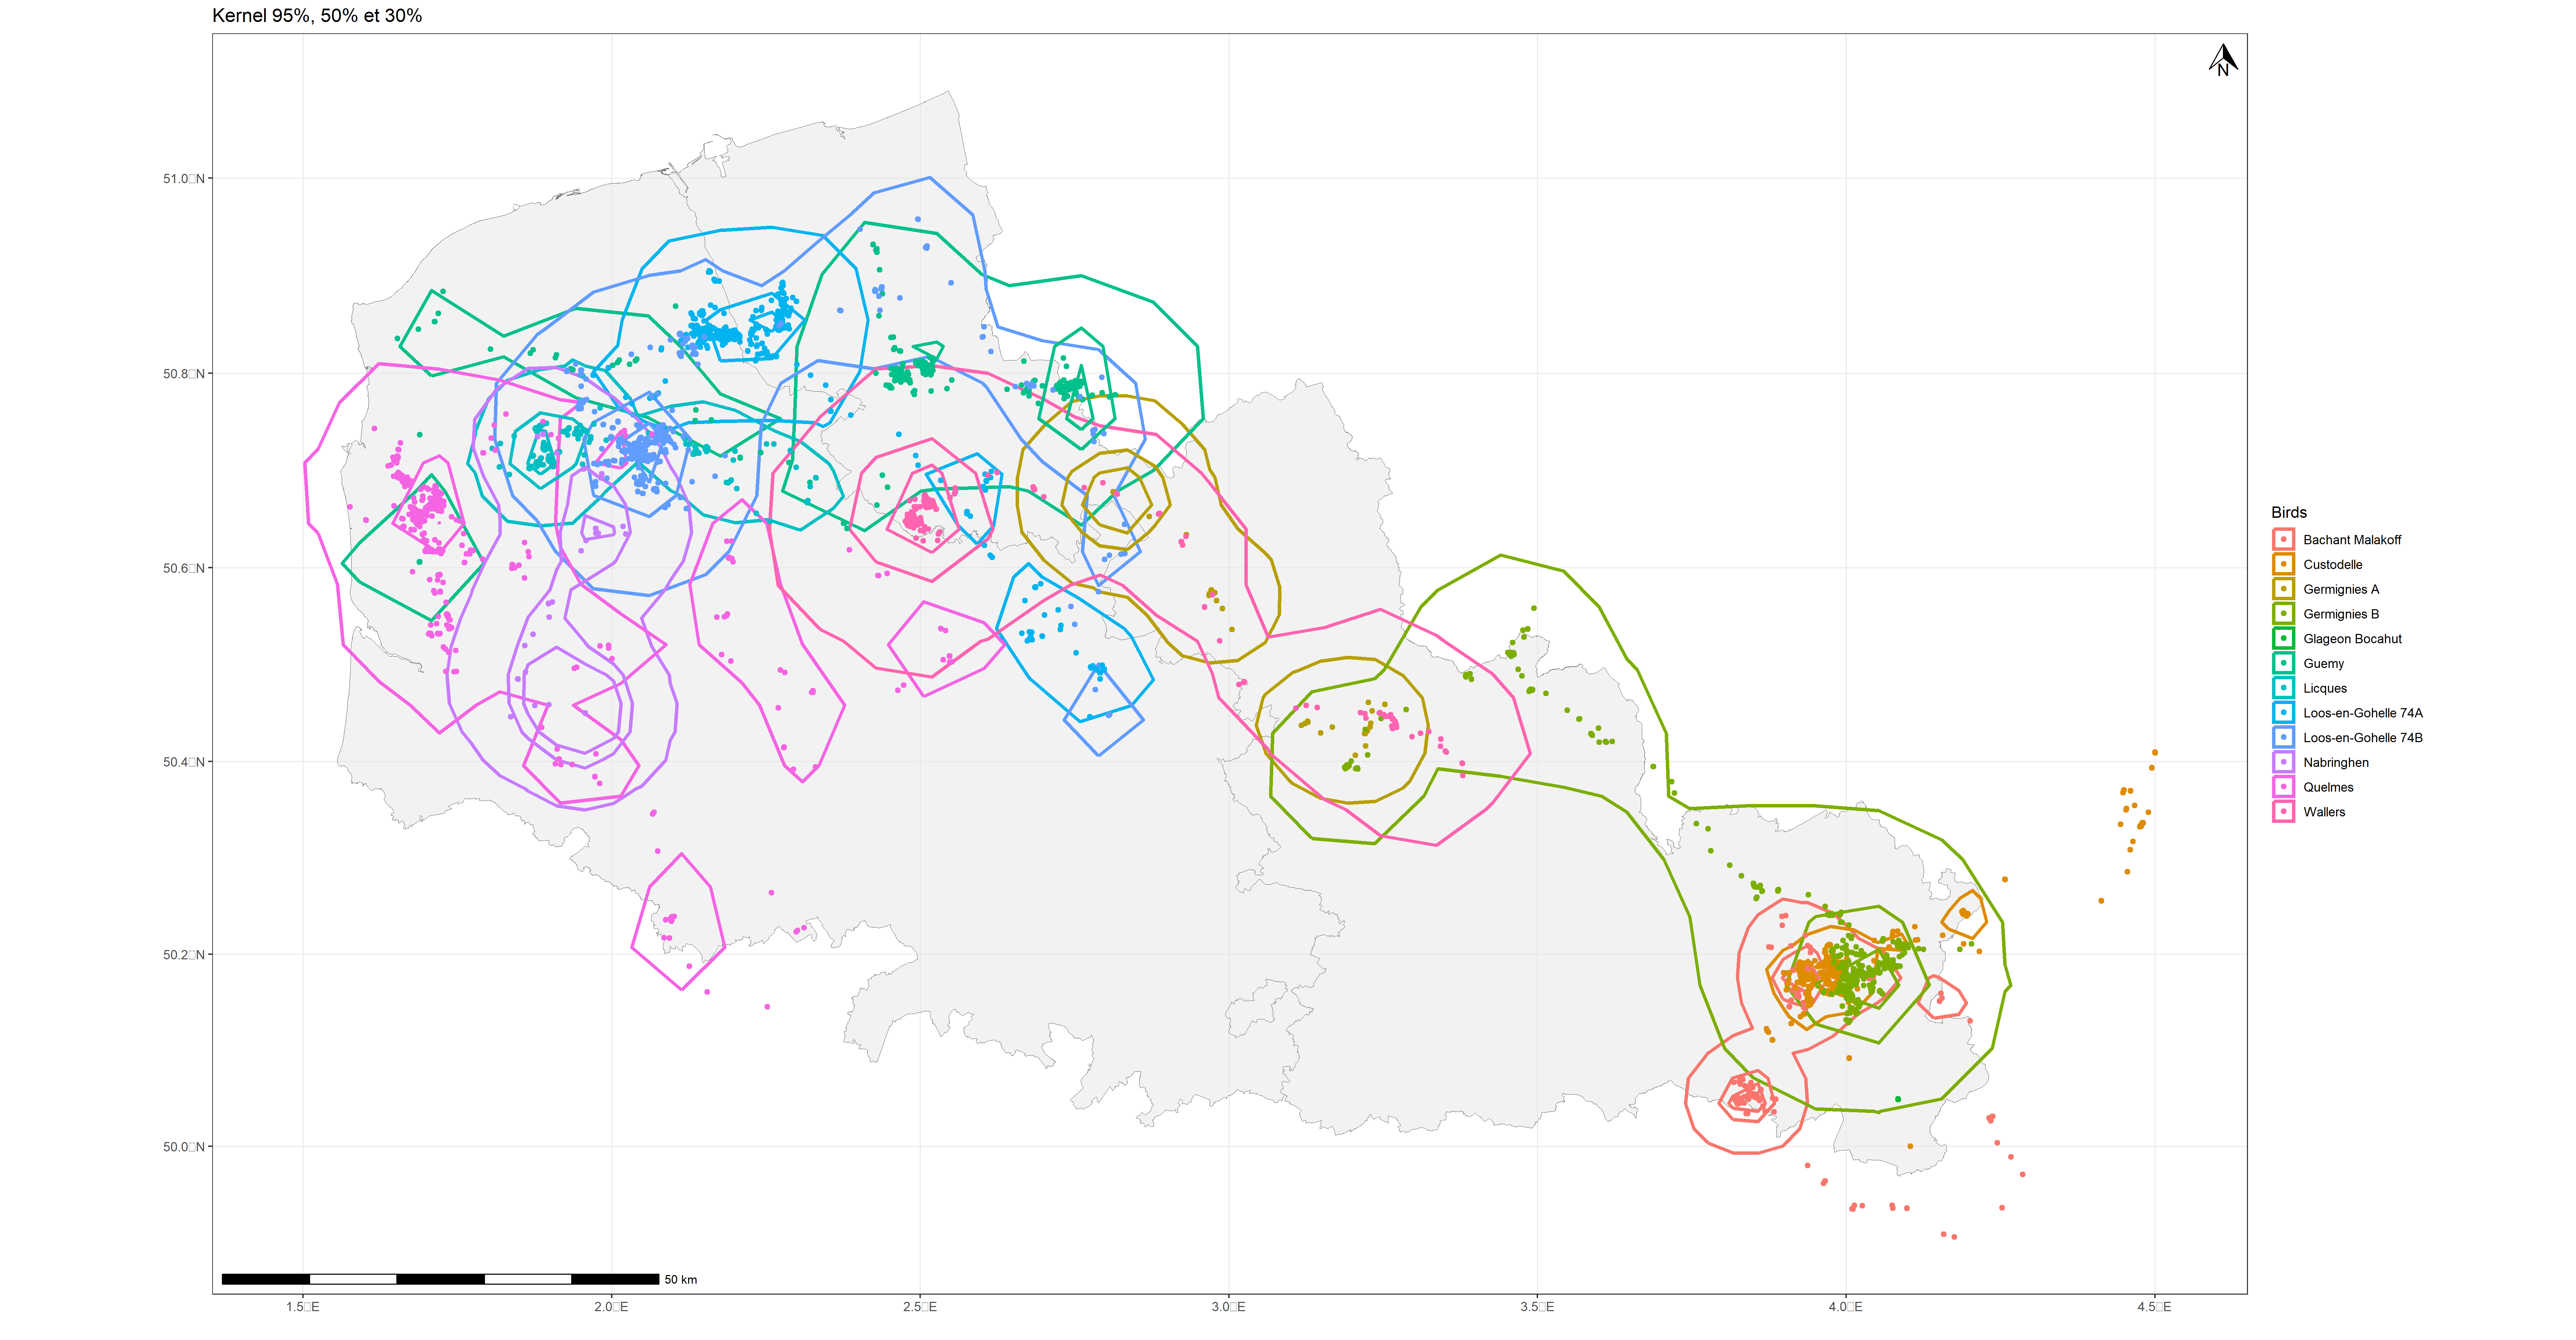 Kernel 95%, 50% et 30%
N
51.0□N
50.8□N
50.6□N
50.4□N
50.2□N
50.0□N
50 km
1.5□E
2.0□E
2.5□E
3.0□E
3.5□E
4.0□E
4.5□E
Birds
Bachant Malakoff
Custodelle
Germignies A
Germignies B
Glageon Bocahut
Guemy
Licques
Loos-en-Gohelle 74A
Loos-en-Gohelle 74B
Nabringhen
Quelmes
Wallers